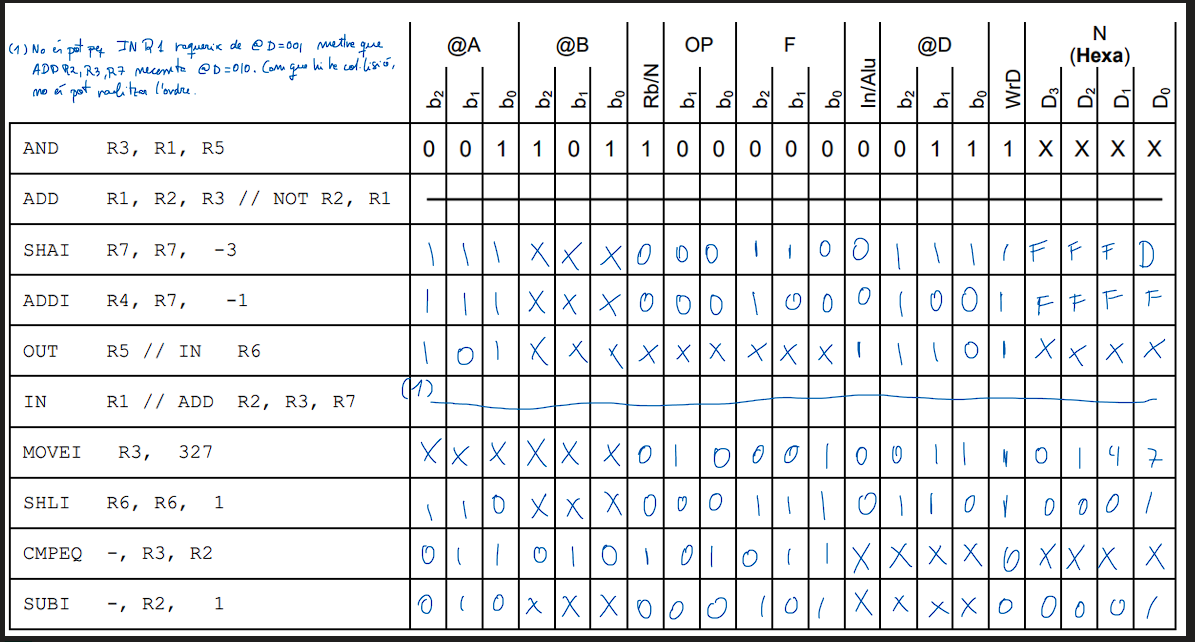 (1) No és pot pq IN R1 requerix de @D=001 mentre que
ADD R2, R3, R7 necessita @D=010. Com que hi ha col·lisió,
no és pot realitzar l'ordre.
@A @B Rb/N OP F In/Alu @D WrD N (Hexa)
b2 b1 b0 b2 b1 b0 b1 b0 b2 b1 b0 b2 b1 b0 D3 D2 D1 D0
AND R3, R1, R5 0 0 1 1 0 1 1 0 0 0 0 0 0 0 1 1 1 X X X X
ADD R1, R2, R3 // NOT R2, R1
SHAI R7, R7, -3 1 1 1 X X X 0 0 0 1 1 0 0 1 1 1 1 F F F D
ADDI R4, R7, -1 1 1 1 X X X 0 0 0 1 0 0 0 1 0 0 1 F F F F
OUT R5 // IN R6 1 0 1 X X X X X X X X X 1 1 1 0 1 X X X X
IN R1 // ADD R2, R3, R7 (1)
MOVEI R3, 327 X X X X X X 0 1 0 0 0 1 0 0 1 1 1 0 1 4 7
SHLI R6, R6, 1 1 1 0 X X X 0 0 0 1 1 1 0 1 1 0 1 0 0 0 1
CMPEQ -, R3, R2 0 1 1 0 1 0 1 0 1 0 1 1 X X X X 0 X X X X
SUBI -, R2, 1 0 1 0 X X X 0 0 0 1 0 1 X X X X 0 0 0 0 1